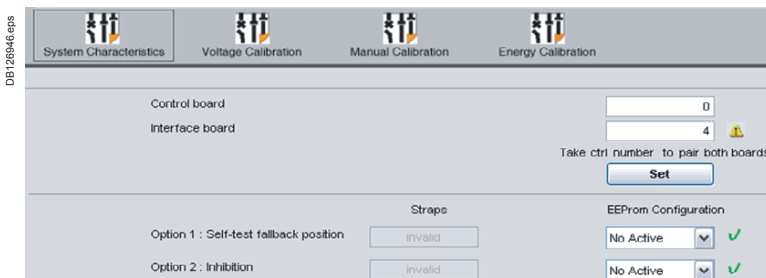 DB126946.eps
System Characteristics Voltage Calibration Manual Calibration Energy Calibration
Control board 0
Interface board 4
Take ctrl number to pair both boards
Set
Straps EEProm Configuration
Option 1 : Self-test fallback position invalid No Active
Option 2 : Inhibition invalid No Active